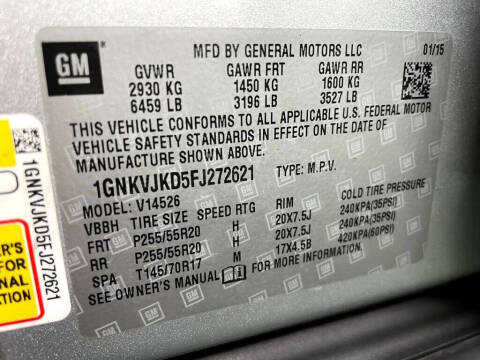 GM
MFD BY GENERAL MOTORS LLC 01/15
GVWR GAWR FRT GAWR RR
2930 KG 1450 KG 1600 KG
6459 LB 3196 LB 3527 LB
THIS VEHICLE CONFORMS TO ALL APPLICABLE U.S. FEDERAL MOTOR
VEHICLE SAFETY STANDARDS IN EFFECT ON THE DATE OF
MANUFACTURE SHOWN ABOVE.
1GNKVJKD5FJ272621 TYPE: M.P.V.
MODEL: V14526
VBBH TIRE SIZE SPEED RTG RIM COLD TIRE PRESSURE
FRT P255/55R20 H 20X7.5J 240KPA(35PSI)
RR P255/55R20 H 20X7.5J 240KPA(35PSI)
SPA T145/70R17 M 17X4.5B 420KPA(60PSI)
SEE OWNER'S MANUAL FOR MORE INFORMATION.
1GNKVJKD5FJ272621